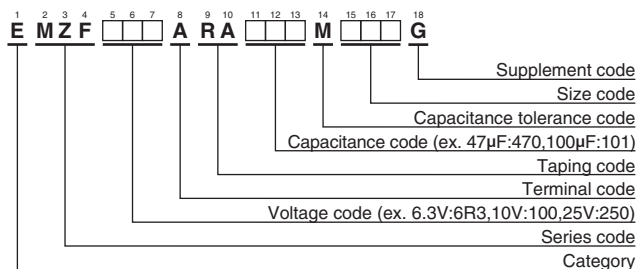 1 2 3 4 5 6 7 8 9 10 11 12 13 14 15 16 17 18
E M Z F □□□ A R A □□□ M □□□ G
Supplement code
Size code
Capacitance tolerance code
Capacitance code (ex. 47µF:470,100µF:101)
Taping code
Terminal code
Voltage code (ex. 6.3V:6R3,10V:100,25V:250)
Series code
Category